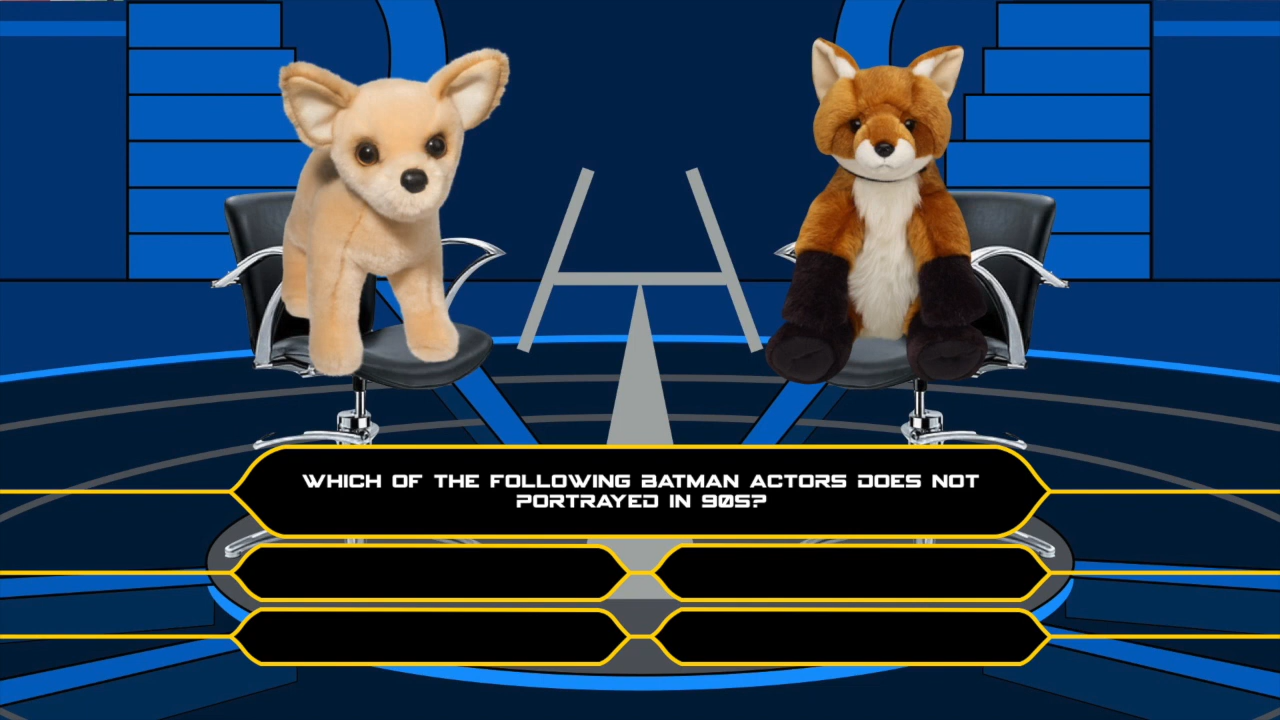 WHICH OF THE FOLLOWING BATMAN ACTORS DOES NOT
PORTRAYED IN 90S?